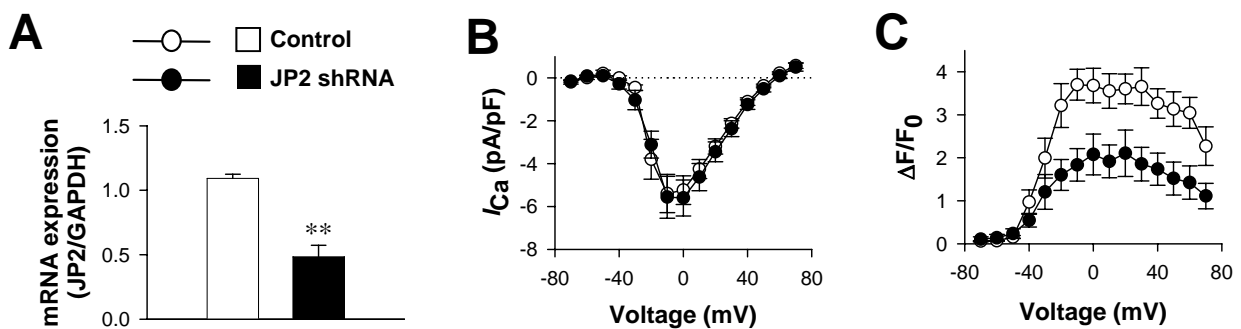 A
Control
JP2 shRNA
mRNA expression
(JP2/GAPDH)
1.5
1.0
0.5
0.0
**
B
I_Ca (pA/pF)
0
-2
-4
-6
-8
-80 -40 0 40 80
Voltage (mV)
C
ΔF/F0
4
3
2
1
0
-80 -40 0 40 80
Voltage (mV)